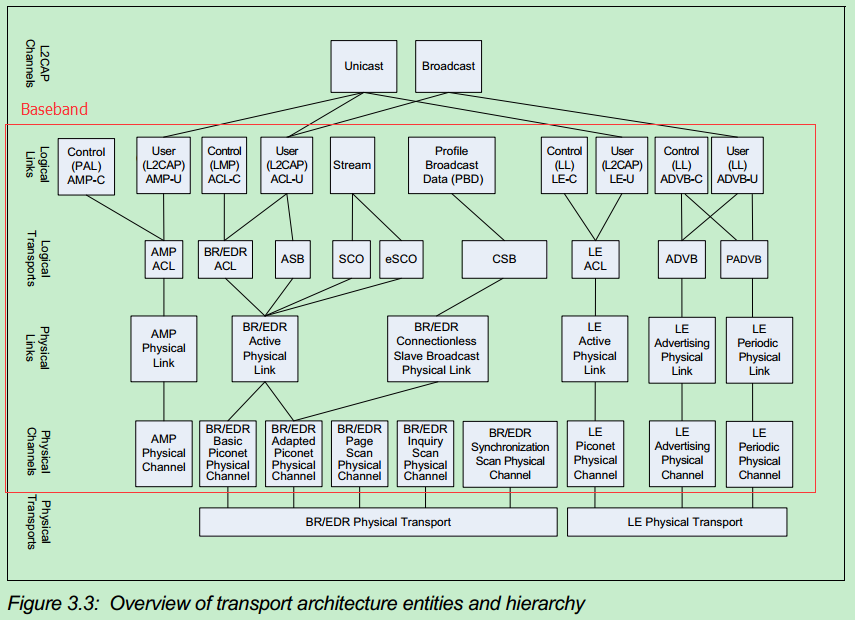 L2CAP
Channels
Unicast
Broadcast
Baseband
Logical
Links
Control
(PAL)
AMP-C
User
(L2CAP)
AMP-U
Control
(LMP)
ACL-C
User
(L2CAP)
ACL-U
Stream
Profile
Broadcast
Data (PBD)
Control
(LL)
LE-C
User
(L2CAP)
LE-U
Control
(LL)
ADVB-C
User
(LL)
ADVB-U
Logical
Transports
AMP
ACL
BR/EDR
ACL
ASB
SCO
eSCO
CSB
LE
ACL
ADVB
PADVB
Physical
Links
AMP
Physical
Link
BR/EDR
Active
Physical
Link
BR/EDR
Connectionless
Slave Broadcast
Physical Link
LE
Active
Physical
Link
LE
Advertising
Physical
Link
LE
Periodic
Physical
Link
Physical
Channels
AMP
Physical
Channel
BR/EDR
Basic
Piconet
Physical
Channel
BR/EDR
Adapted
Piconet
Physical
Channel
BR/EDR
Page
Scan
Physical
Channel
BR/EDR
Inquiry
Scan
Physical
Channel
BR/EDR
Synchronization
Scan Physical
Channel
LE
Piconet
Physical
Channel
LE
Advertising
Physical
Channel
LE
Periodic
Physical
Channel
Physical
Transports
BR/EDR Physical Transport
LE Physical Transport
Figure 3.3: Overview of transport architecture entities and hierarchy